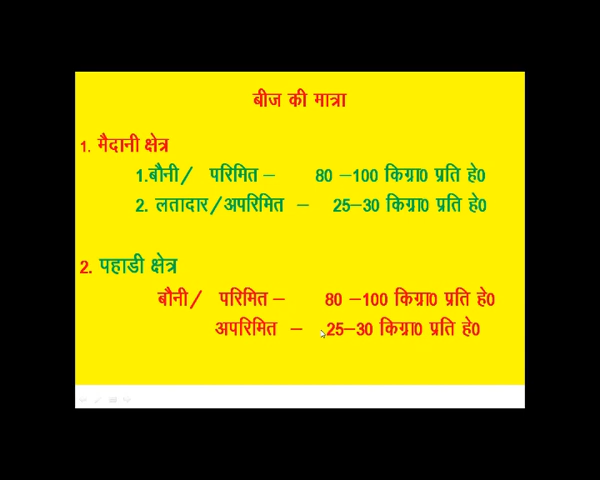 बीज की मात्रा
1. मैदानी क्षेत्र
1.बौनी / परिमित – 80 –100 किग्रा0 प्रति हे0
2. लतादार/अपरिमित – 25–30 किग्रा0 प्रति हे0
2. पहाडी क्षेत्र
बौनी / परिमित – 80 –100 किग्रा0 प्रति हे0
अपरिमित – 25–30 किग्रा0 प्रति हे0